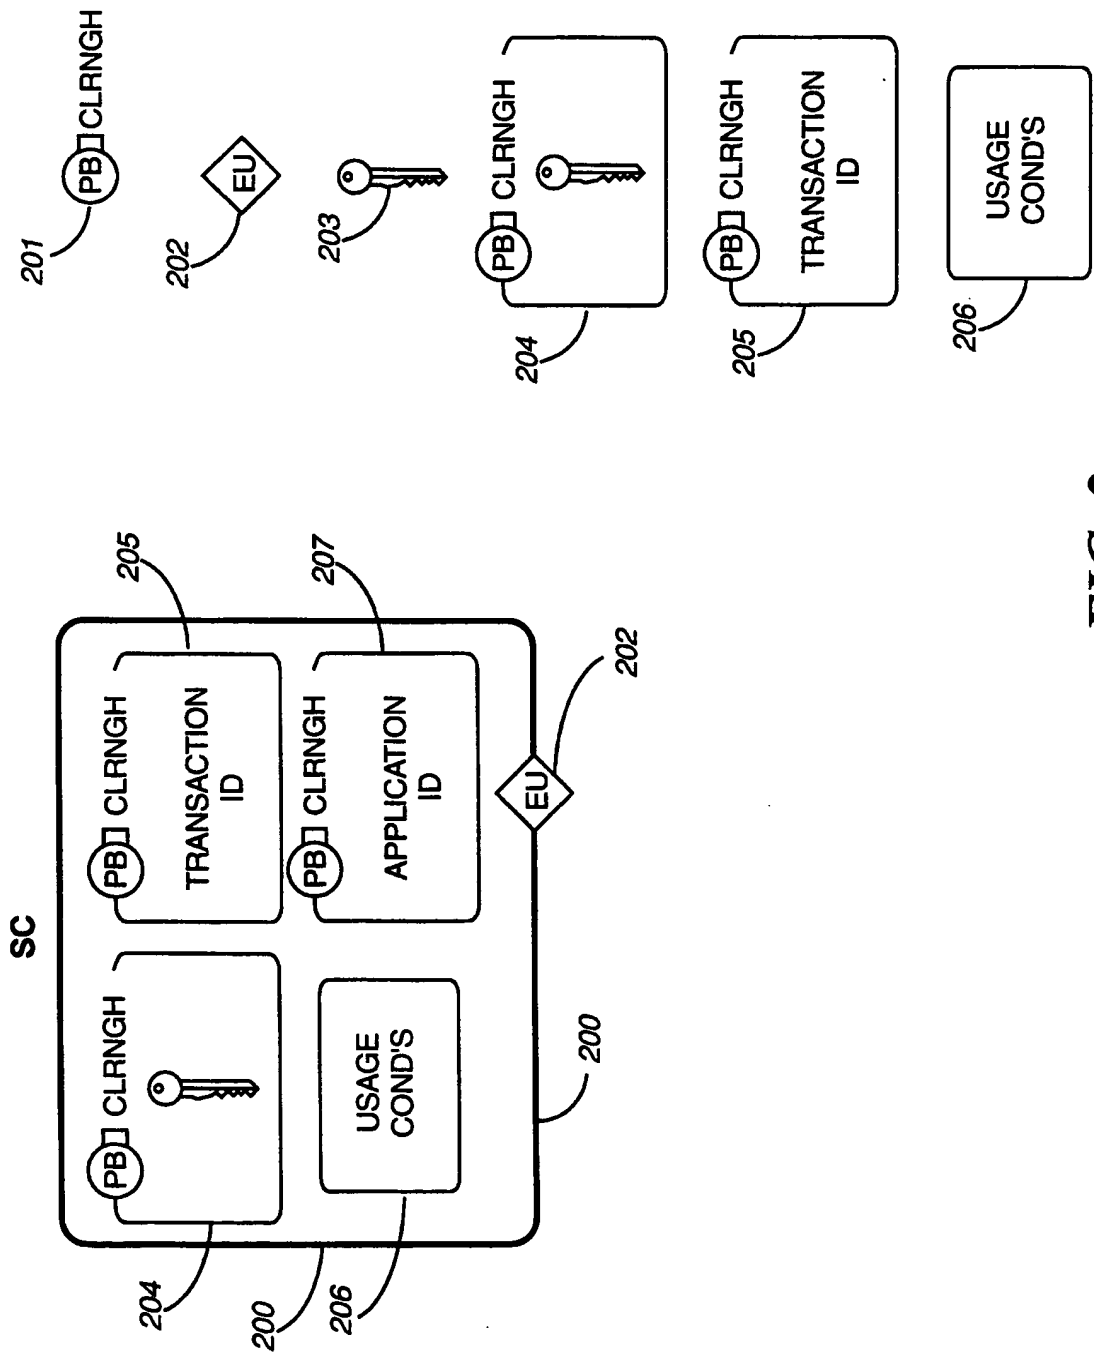 SC
204
PB CLRNGH
205
PB CLRNGH
TRANSACTION
ID
200
206
USAGE
COND'S
207
PB CLRNGH
APPLICATION
ID
200
EU
202
201
PB CLRNGH
202
EU
203
204
PB CLRNGH
205
PB CLRNGH
TRANSACTION
ID
206
USAGE
COND'S